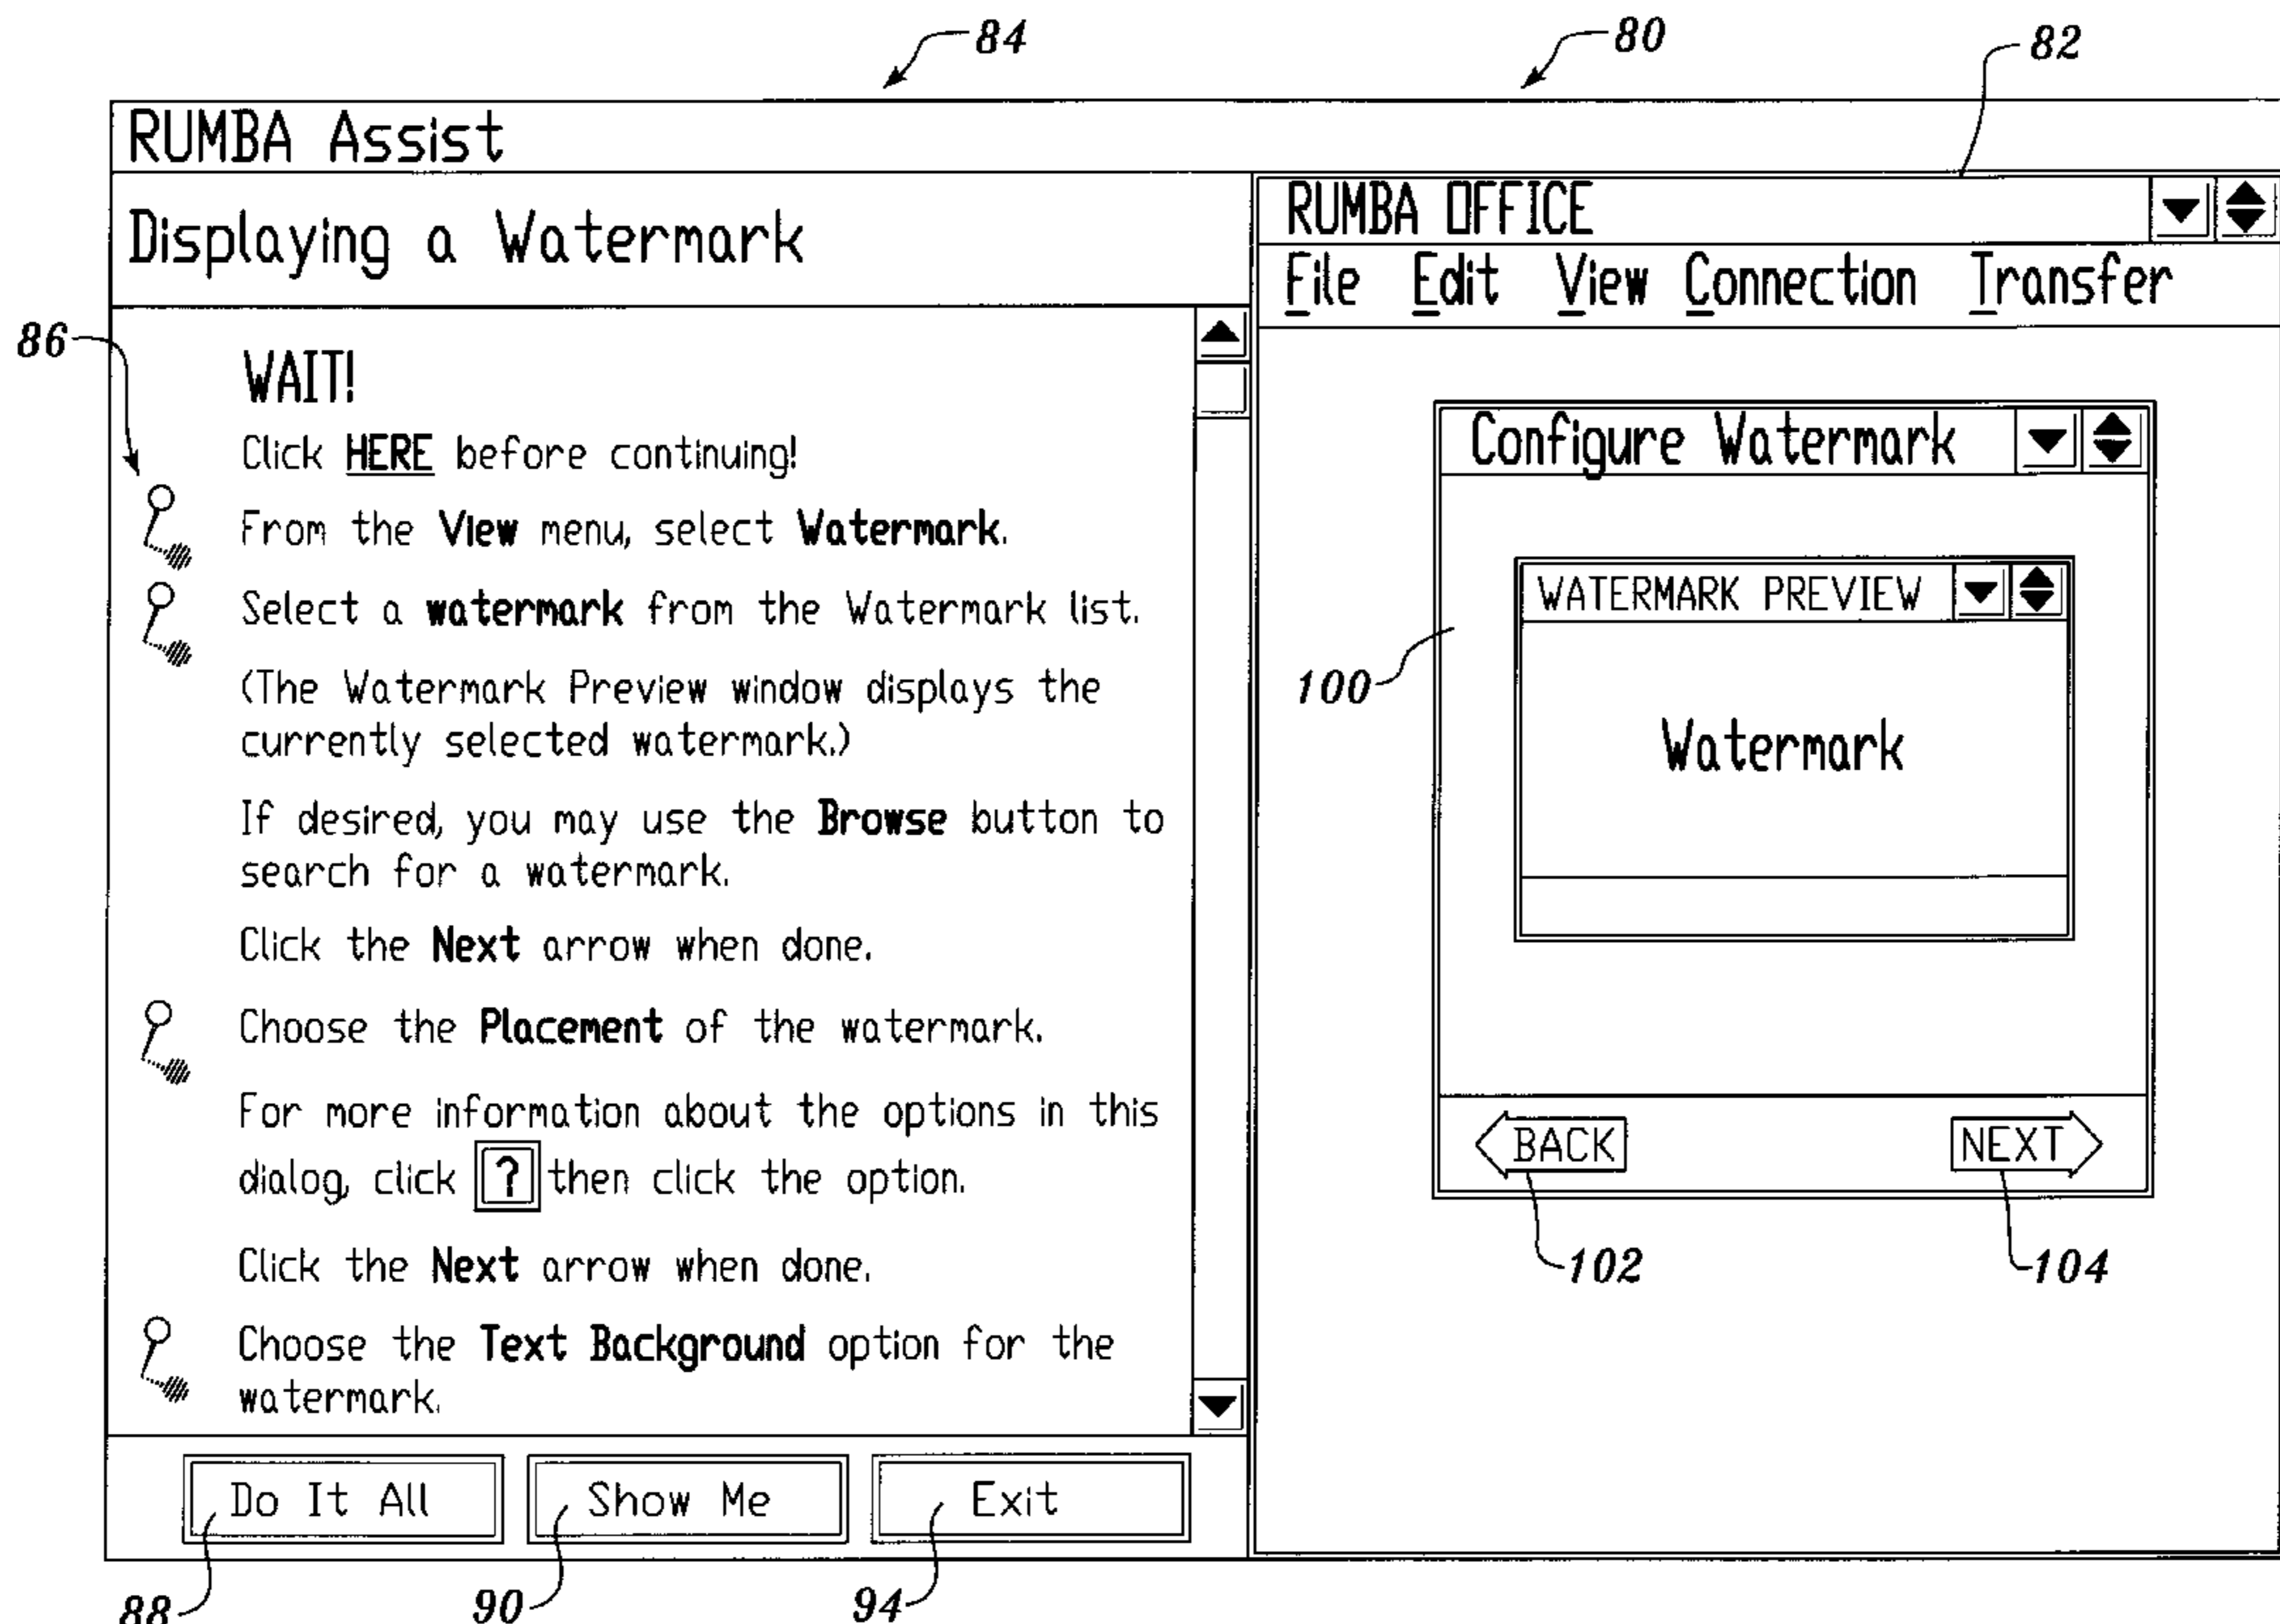 84
80
82
RUMBA Assist
Displaying a Watermark
86
WAIT!
Click HERE before continuing!
From the View menu, select Watermark.
Select a watermark from the Watermark list.
(The Watermark Preview window displays the
currently selected watermark.)
If desired, you may use the Browse button to
search for a watermark.
Click the Next arrow when done.
Choose the Placement of the watermark.
For more information about the options in this
dialog, click ? then click the option.
Click the Next arrow when done.
Choose the Text Background option for the
watermark.
Do It All
Show Me
Exit
88
90
94
RUMBA OFFICE
File Edit View Connection Transfer
Configure Watermark
WATERMARK PREVIEW
100
Watermark
BACK
NEXT
102
104